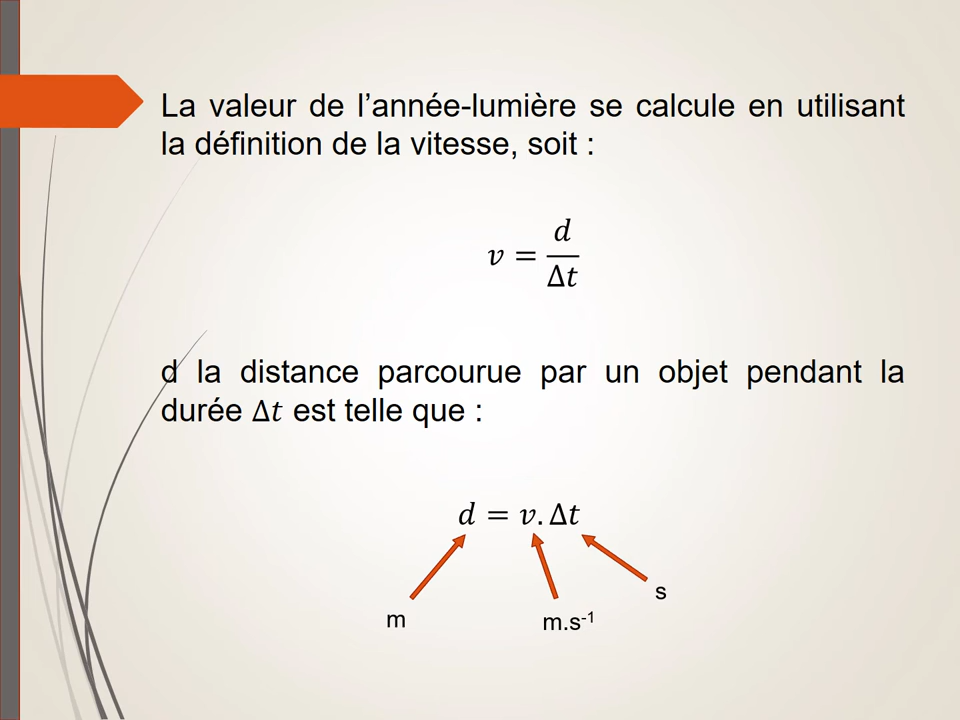 La valeur de l’année-lumière se calcule en utilisant
la définition de la vitesse, soit :
v = d/Δt
d la distance parcourue par un objet pendant la
durée Δt est telle que :
d = v. Δt
m m.s⁻¹ s